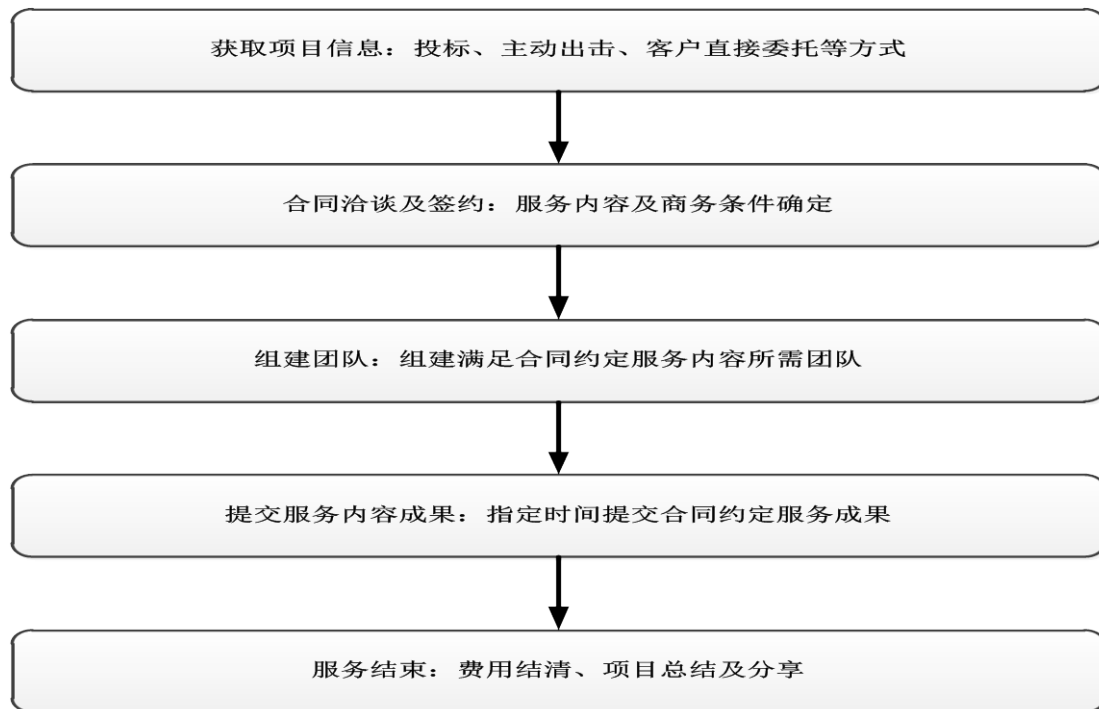 获取项目信息：投标、主动出击、客户直接委托等方式
合同洽谈及签约：服务内容及商务条件确定
组建团队：组建满足合同约定服务内容所需团队
提交服务内容成果：指定时间提交合同约定服务成果
服务结束：费用结清、项目总结及分享